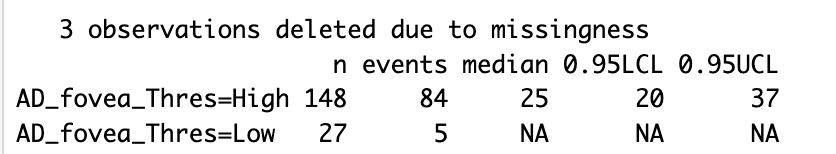 3 observations deleted due to missingness
n events median 0.95LCL 0.95UCL
AD_fovea_Thres=High 148 84 25 20 37
AD_fovea_Thres=Low 27 5 NA NA NA